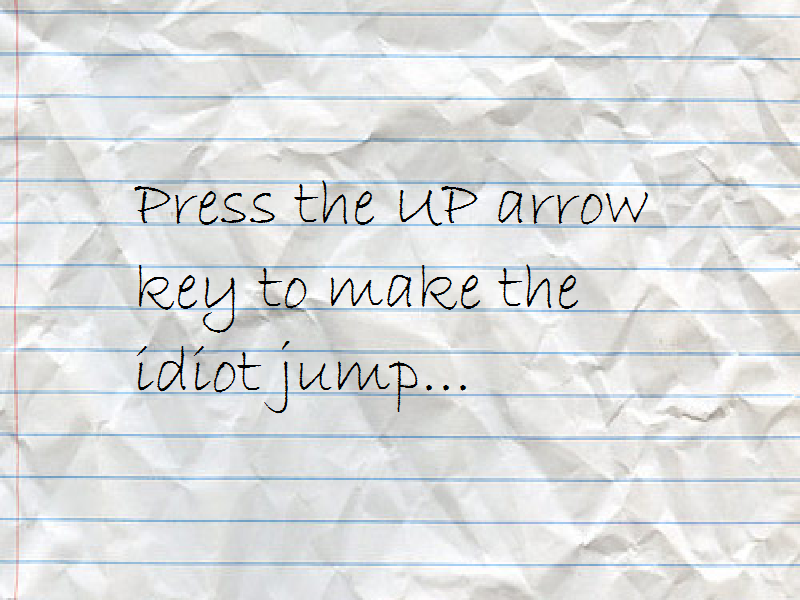 Press the UP arrow
key to make the
idiot jump...